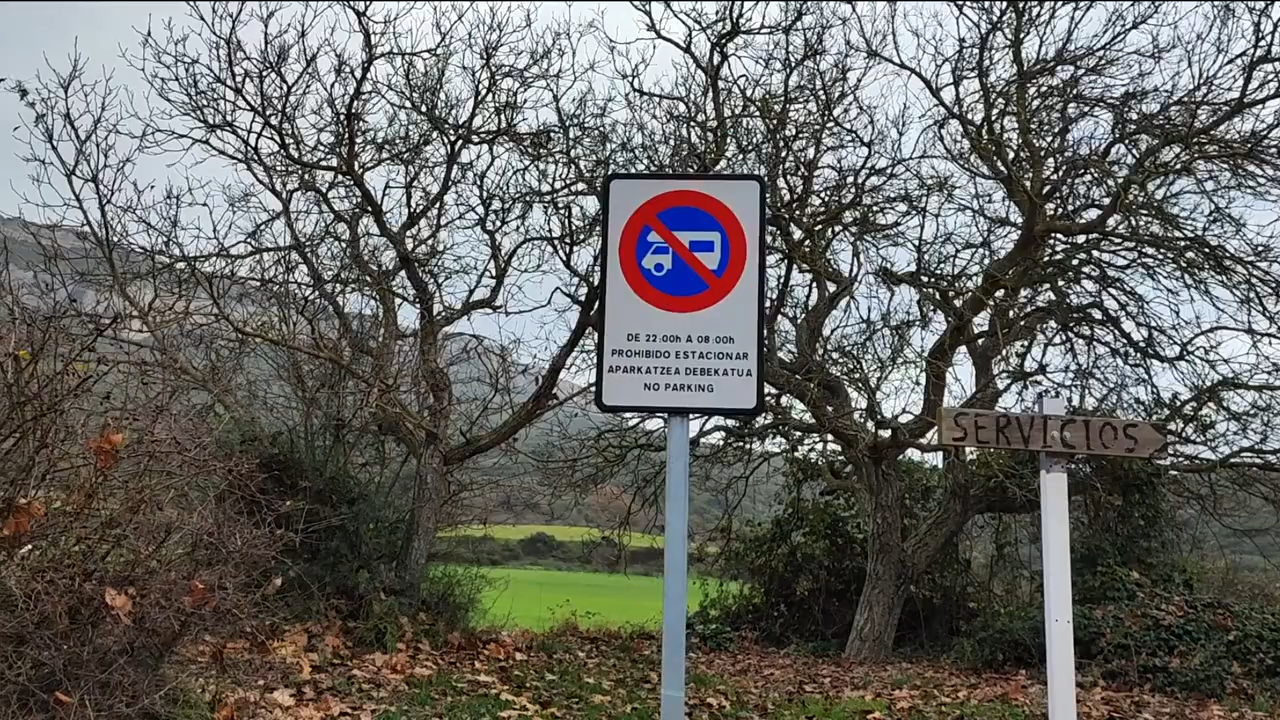 DE 22:00h A 08:00h
PROHIBIDO ESTACIONAR
APARKATZEA DEBEKATUA
NO PARKING
SERVICIOS